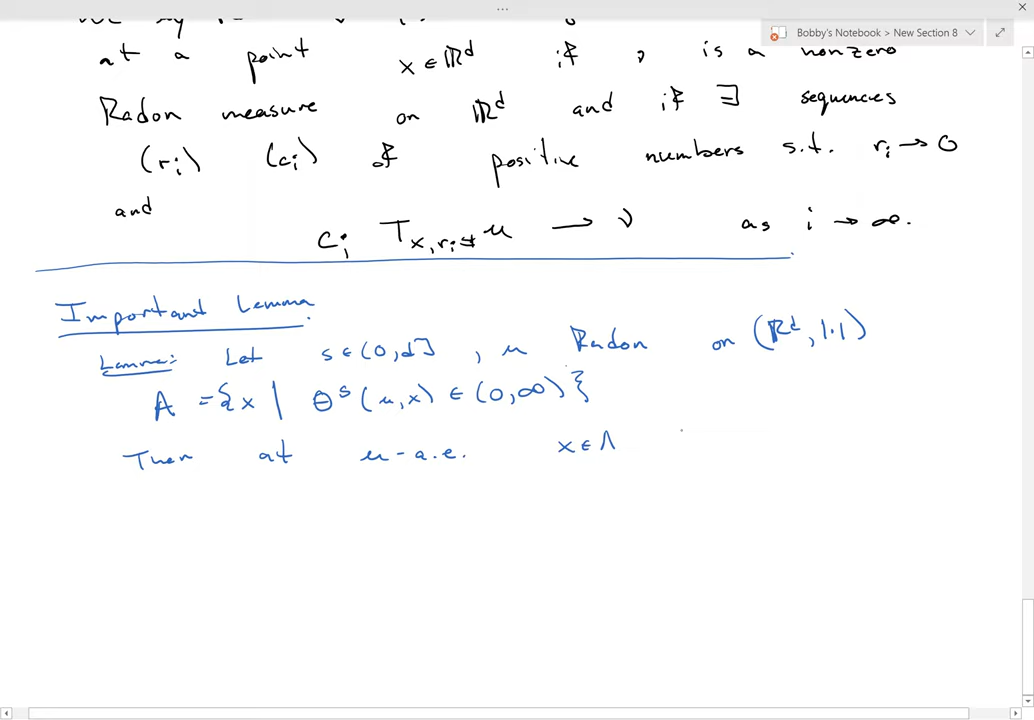 Bobby's Notebook > New Section 8
at a point x ∈ ℝᵈ if ν is a nonzero
Radon measure on ℝᵈ and if ∃ sequencies
(rᵢ) (cᵢ) of positive numbers s.t. rᵢ → 0
and
cᵢ T_{x,rᵢ#} μ → ν as i → ∞.
Important Lemma
Lemma: Let s ∈ (0,d], μ Radon on (ℝᵈ, |·|)
A = {x | Θˢ(μ,x) ∈ (0,∞)}
Then at μ-a.e. x ∈ A